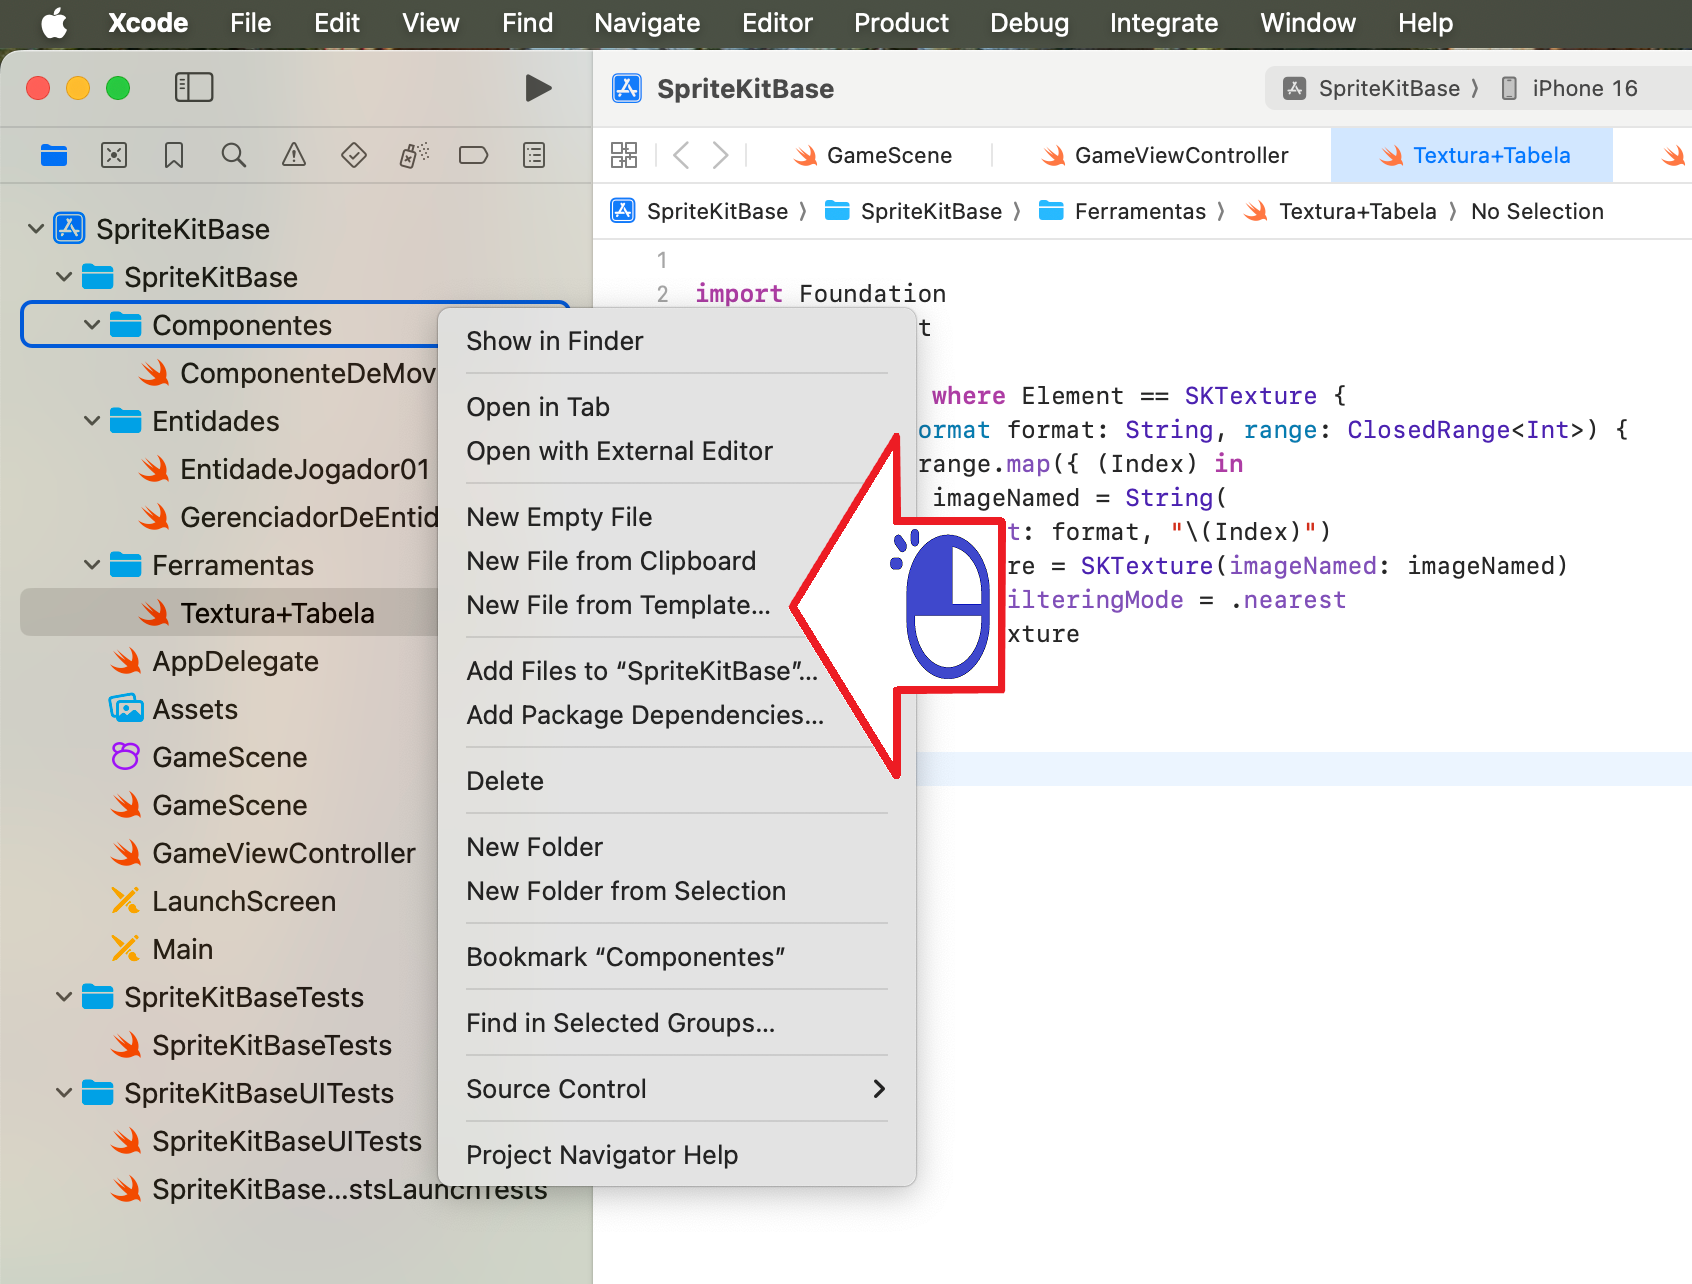 Xcode File Edit View Find Navigate Editor Product Debug Integrate Window Help
SpriteKitBase
SpriteKitBase 〉 iPhone 16
GameScene
GameViewController
Textura+Tabela
SpriteKitBase 〉 SpriteKitBase 〉 Ferramentas 〉 Textura+Tabela 〉 No Selection
SpriteKitBase
SpriteKitBase
Componentes
ComponenteDeMov
Entidades
EntidadeJogador01
GerenciadorDeEntid
Ferramentas
Textura+Tabela
AppDelegate
Assets
GameScene
GameScene
GameViewController
LaunchScreen
Main
SpriteKitBaseTests
SpriteKitBaseTests
SpriteKitBaseUITests
SpriteKitBaseUITests
SpriteKitBase...stsLaunchTests
Show in Finder
Open in Tab
Open with External Editor
New Empty File
New File from Clipboard
New File from Template...
Add Files to “SpriteKitBase”...
Add Package Dependencies...
Delete
New Folder
New Folder from Selection
Bookmark “Componentes”
Find in Selected Groups...
Source Control
Project Navigator Help
1
2 import Foundation
t
where Element == SKTexture {
ormat format: String, range: ClosedRange<Int>) {
range.map({ (Index) in
imageNamed = String(
t: format, "\(Index)")
re = SKTexture(imageNamed: imageNamed)
ilteringMode = .nearest
xture